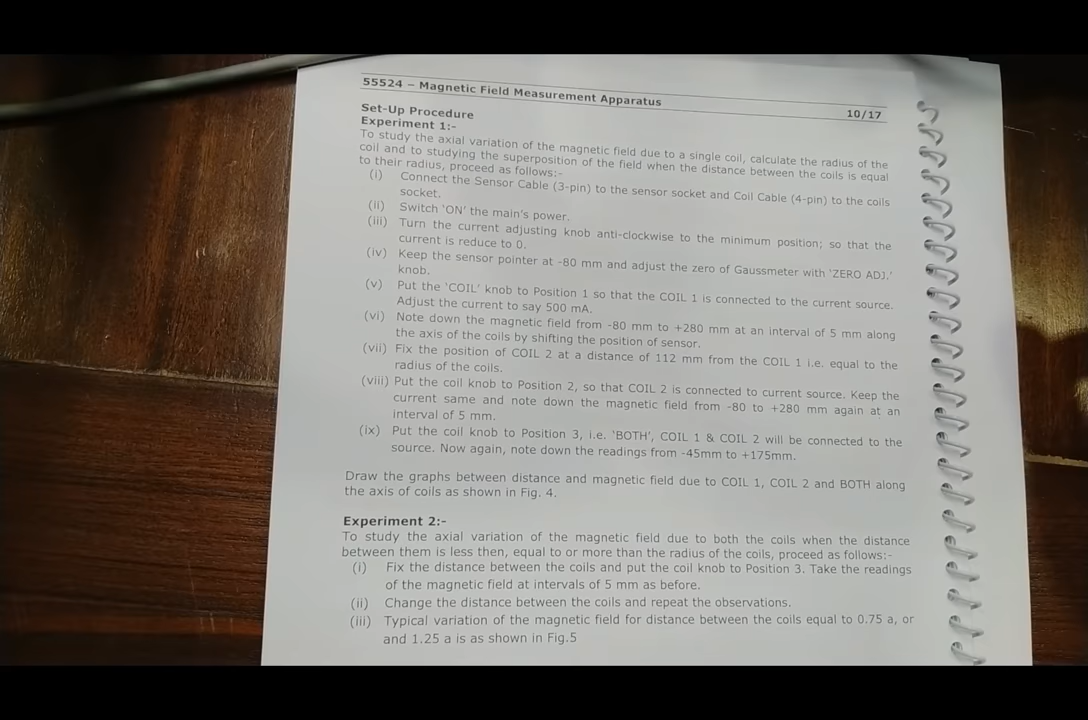 55524 – Magnetic Field Measurement Apparatus
10/17
Set-Up Procedure
Experiment 1:-
To study the axial variation of the magnetic field due to a single coil, calculate the radius of the
coil and to studying the superposition of the field when the distance between the coils is equal
to their radius, proceed as follows:-
(i) Connect the Sensor Cable (3-pin) to the sensor socket and Coil Cable (4-pin) to the coils
socket.
(ii) Switch 'ON' the main's power.
(iii) Turn the current adjusting knob anti-clockwise to the minimum position; so that the
current is reduce to 0.
(iv) Keep the sensor pointer at -80 mm and adjust the zero of Gaussmeter with 'ZERO ADJ.'
knob.
(v) Put the 'COIL' knob to Position 1 so that the COIL 1 is connected to the current source.
Adjust the current to say 500 mA.
(vi) Note down the magnetic field from -80 mm to +280 mm at an interval of 5 mm along
the axis of the coils by shifting the position of sensor.
(vii) Fix the position of COIL 2 at a distance of 112 mm from the COIL 1 i.e. equal to the
radius of the coils.
(viii) Put the coil knob to Position 2, so that COIL 2 is connected to current source. Keep the
current same and note down the magnetic field from -80 to +280 mm again at an
interval of 5 mm.
(ix) Put the coil knob to Position 3, i.e. 'BOTH', COIL 1 & COIL 2 will be connected to the
source. Now again, note down the readings from -45mm to +175mm.
Draw the graphs between distance and magnetic field due to COIL 1, COIL 2 and BOTH along
the axis of coils as shown in Fig. 4.
Experiment 2:-
To study the axial variation of the magnetic field due to both the coils when the distance
between them is less then, equal to or more than the radius of the coils, proceed as follows:-
(i) Fix the distance between the coils and put the coil knob to Position 3. Take the readings
of the magnetic field at intervals of 5 mm as before.
(ii) Change the distance between the coils and repeat the observations.
(iii) Typical variation of the magnetic field for distance between the coils equal to 0.75 a, or
and 1.25 a is as shown in Fig.5